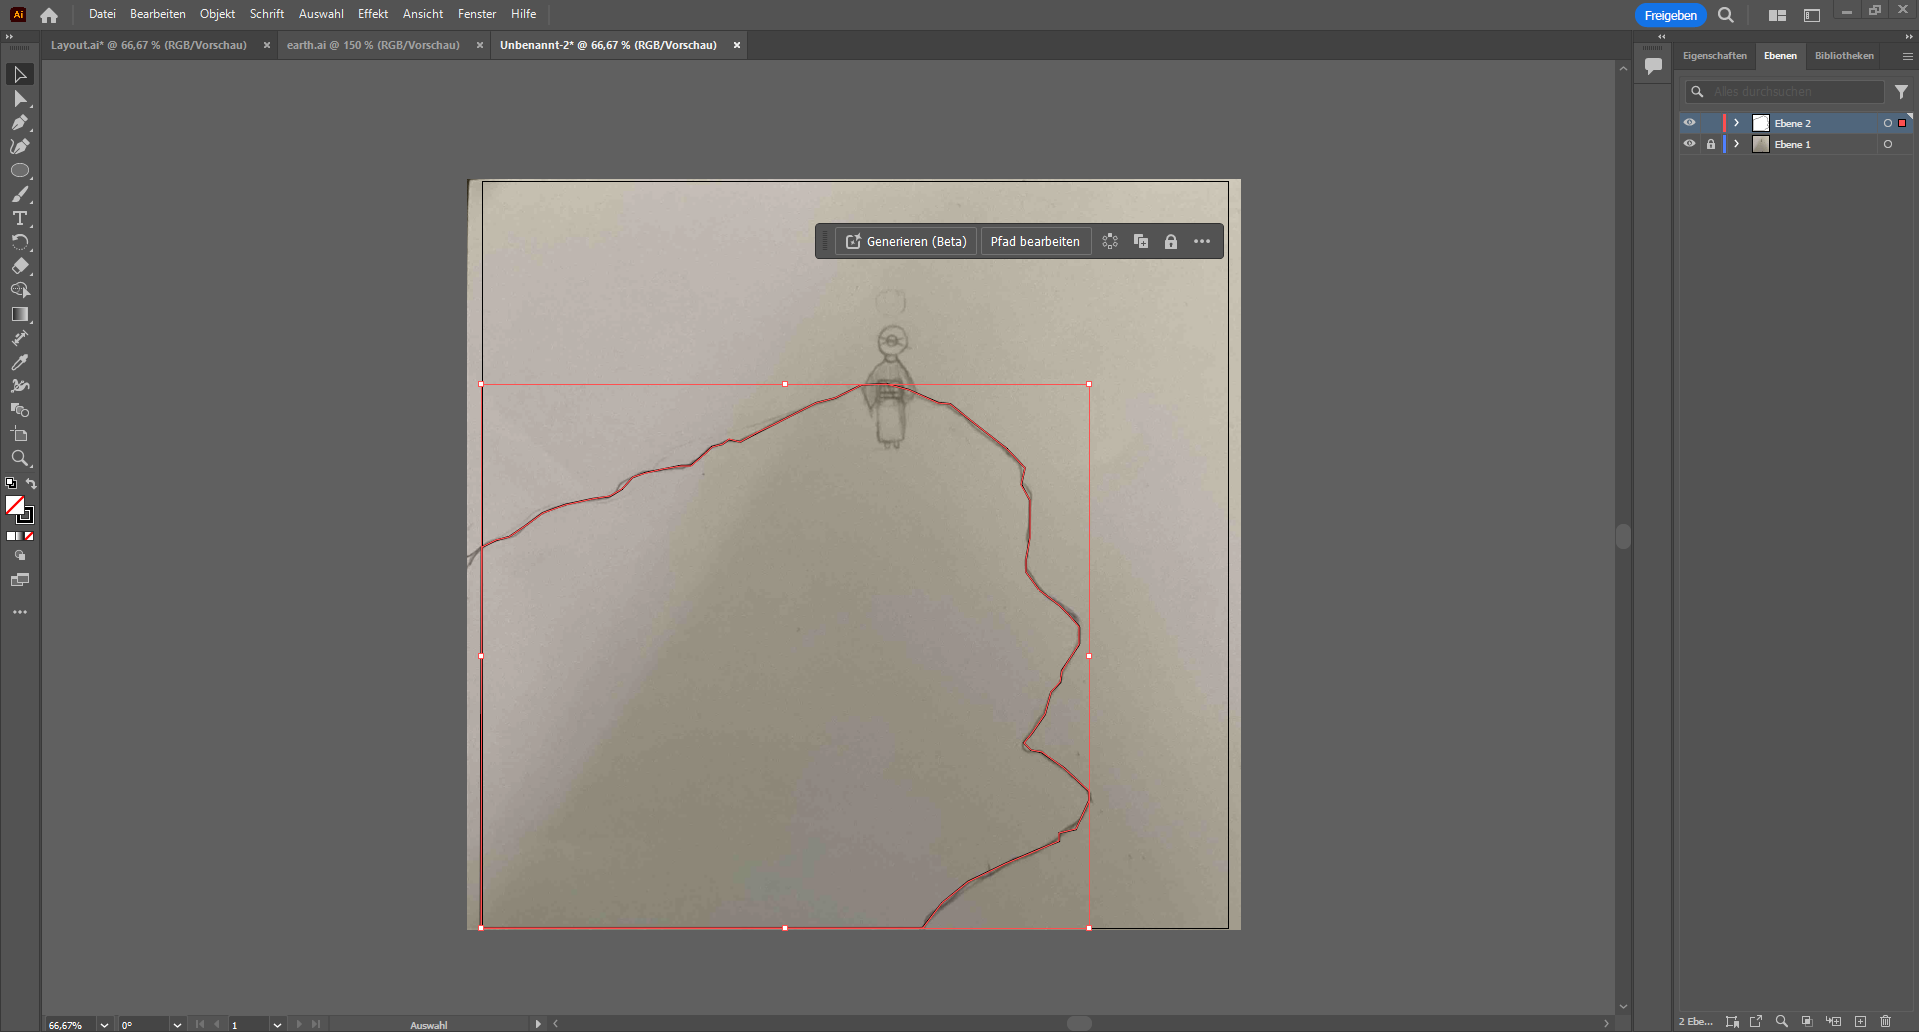 Ai Datei Bearbeiten Objekt Schrift Auswahl Effekt Ansicht Fenster Hilfe Freigeben
Layout.ai* @ 66,67 % (RGB/Vorschau) earth.ai @ 150 % (RGB/Vorschau) Unbenannt-2* @ 66,67 % (RGB/Vorschau)
Eigenschaften Ebenen Bibliotheken
Alles durchsuchen
Ebene 2
Ebene 1
Generieren (Beta) Pfad bearbeiten
66,67% 0° 1 Auswahl
2 Ebe...